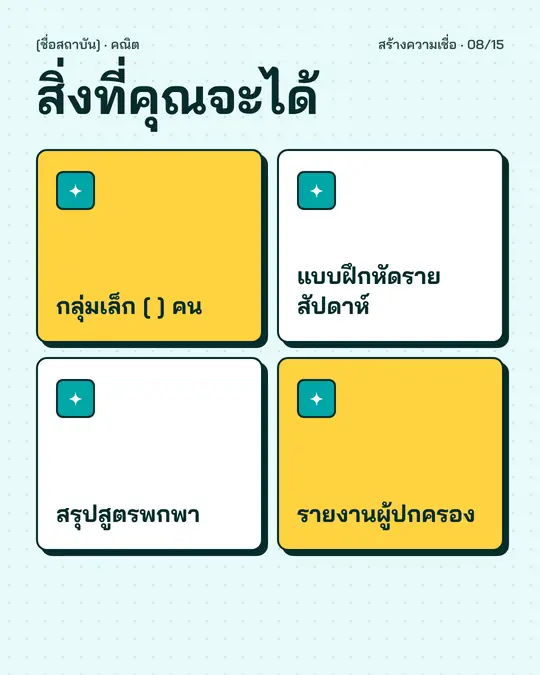 [ชื่อสถาบัน] · คณิต
สร้างความเชื่อ · 08/15
สิ่งที่คุณจะได้
กลุ่มเล็ก [ ] คน
แบบฝึกหัดราย
สัปดาห์
สรุปสูตรพกพา
รายงานผู้ปกครอง